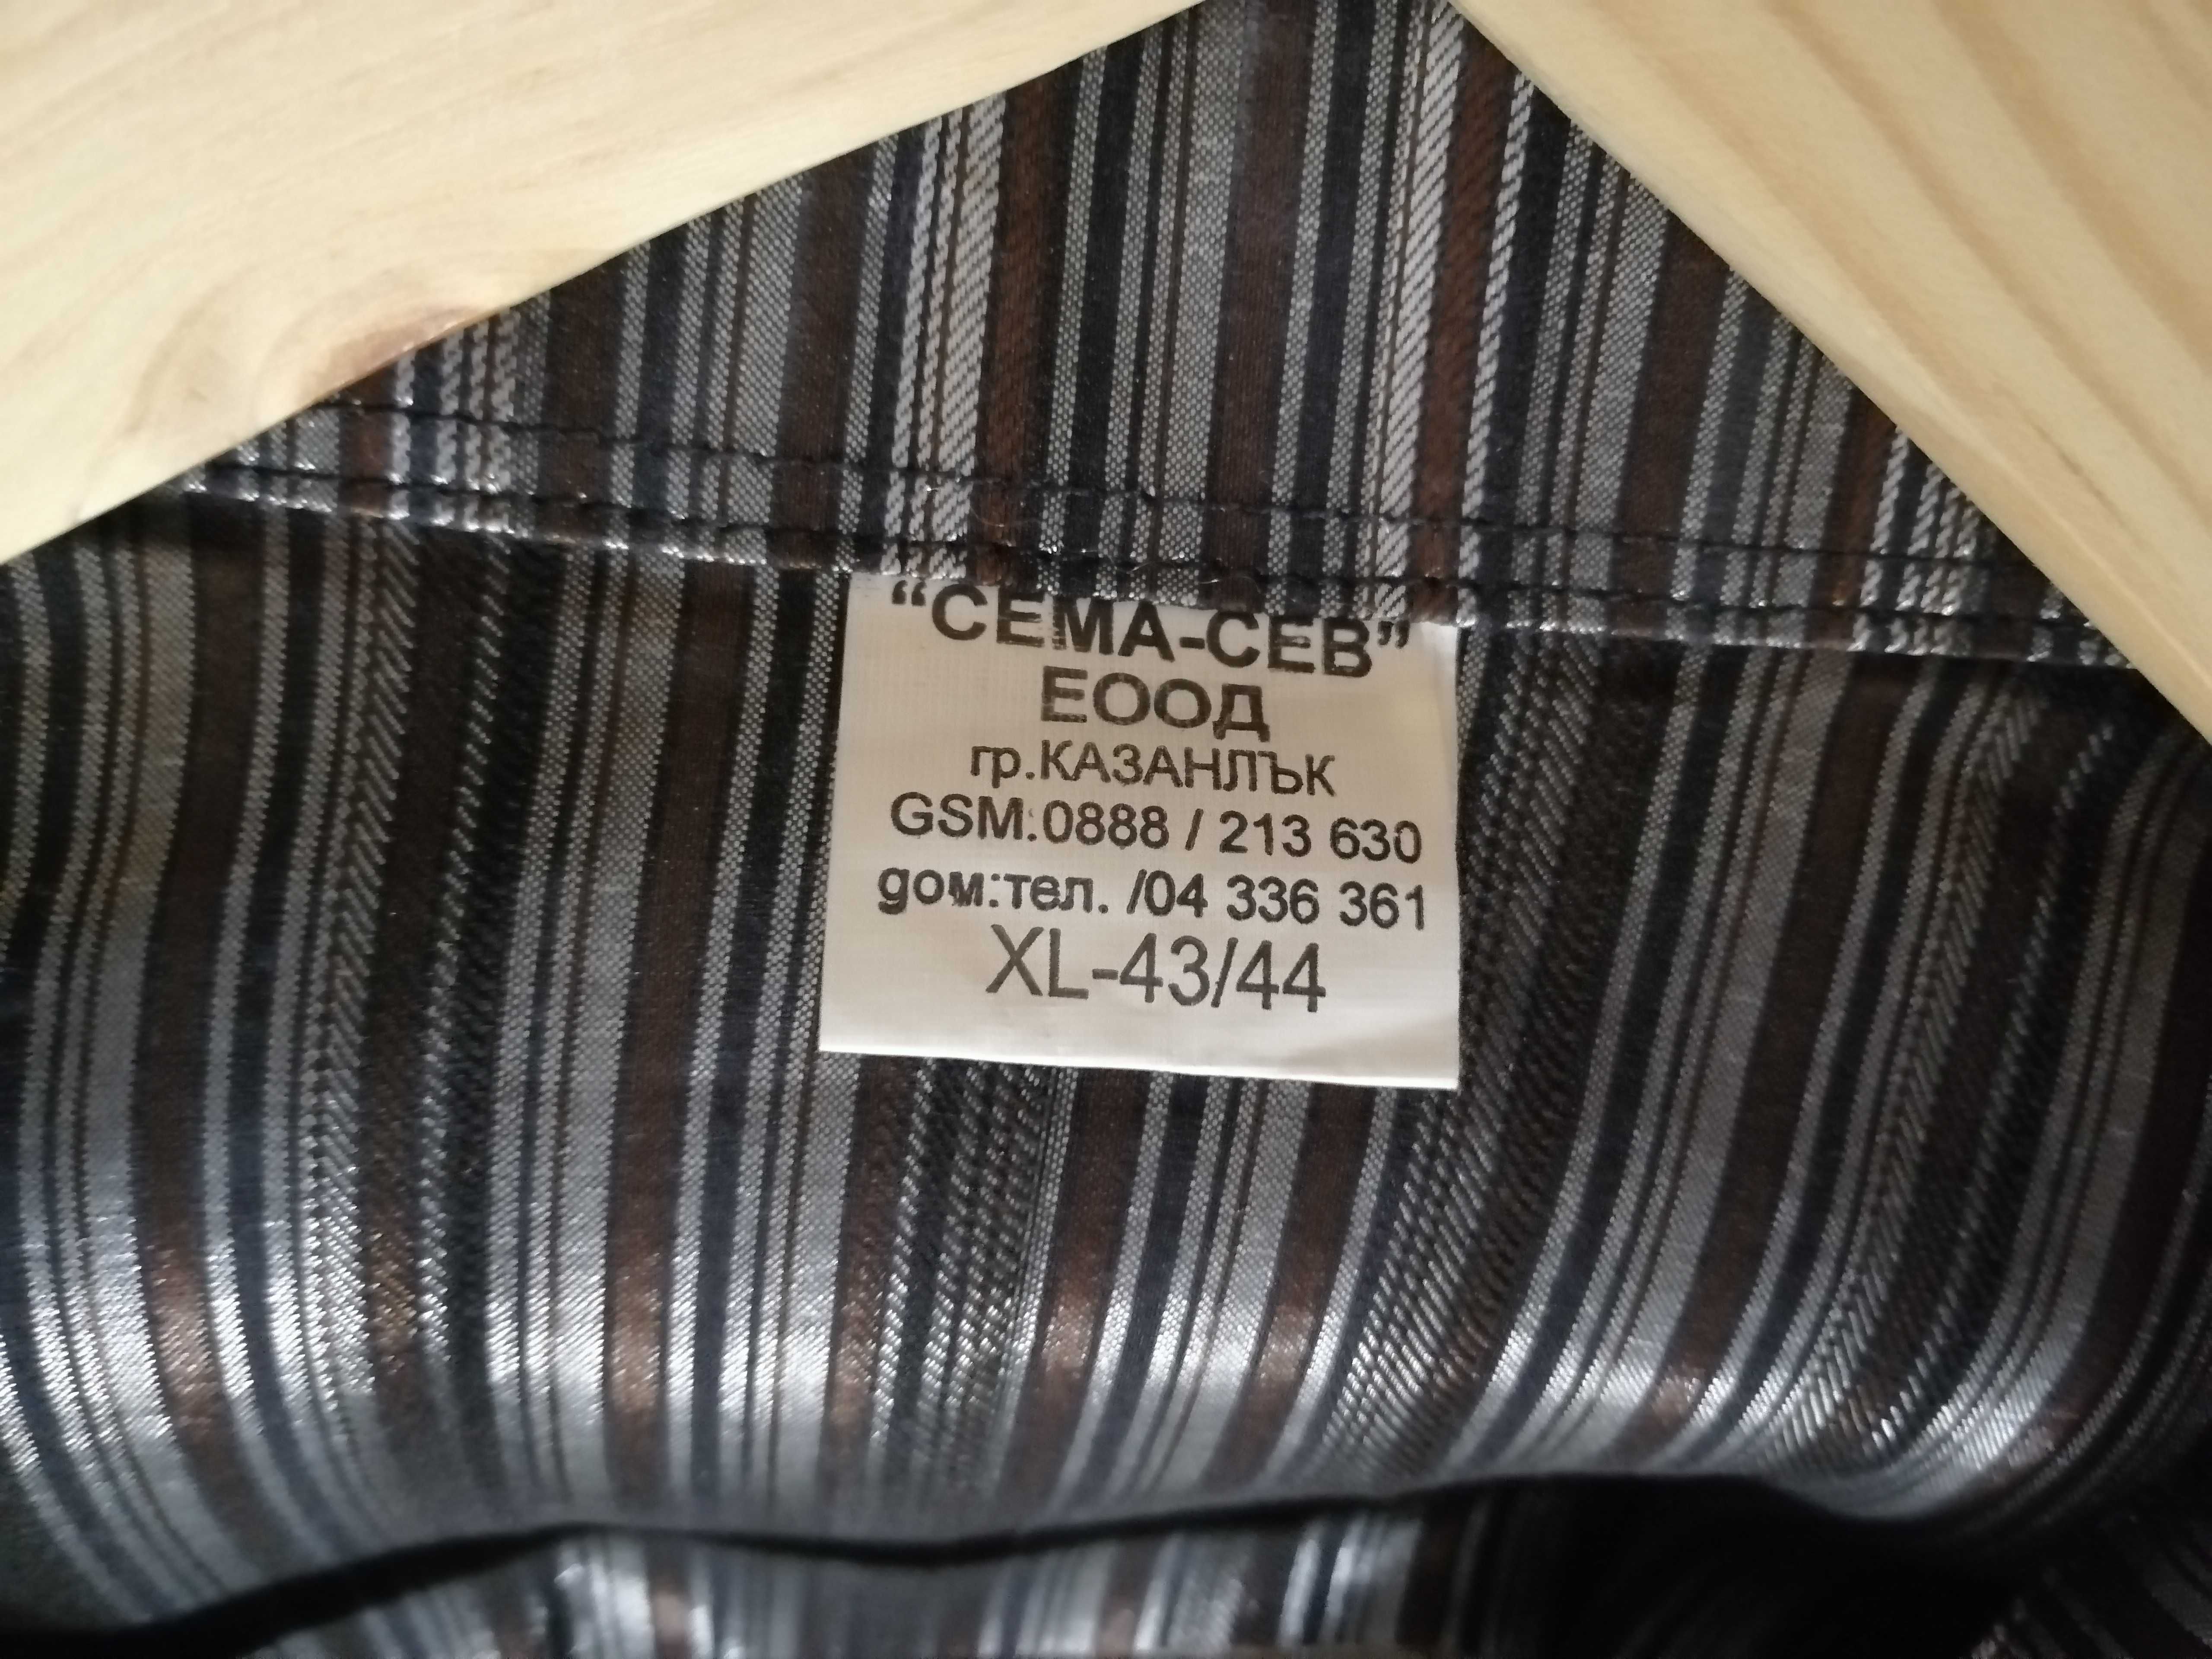 “СЕМА-СЕВ”
ЕООД
гр.КАЗАНЛЪК
GSM:0888 / 213 630
дом:тел. /04 336 361
XL-43/44